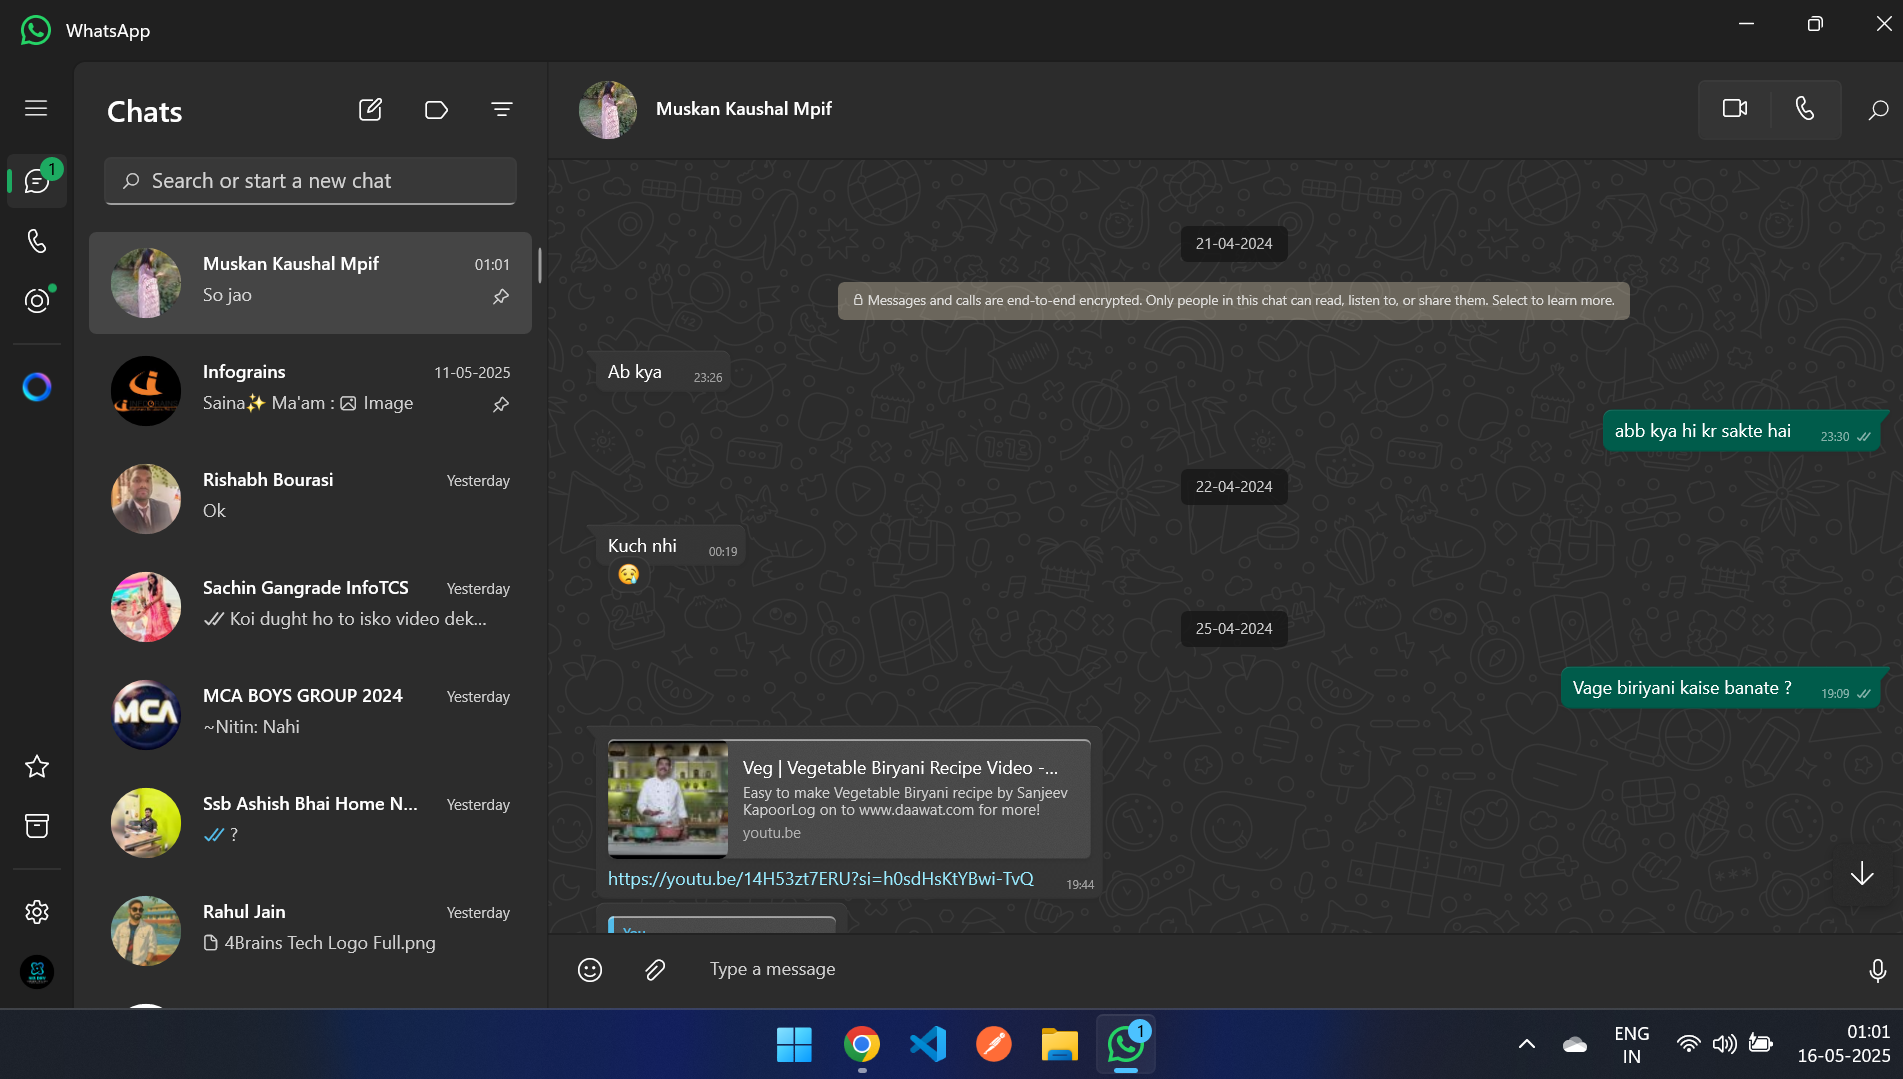 WhatsApp
Chats
1
Search or start a new chat
Muskan Kaushal Mpif
01:01
So jao
Infograins
11-05-2025
Saina✨ Ma'am : Image
Rishabh Bourasi
Yesterday
Ok
Sachin Gangrade InfoTCS
Yesterday
Koi dught ho to isko video dek...
MCA
MCA BOYS GROUP 2024
Yesterday
~Nitin: Nahi
Ssb Ashish Bhai Home N...
Yesterday
?
Rahul Jain
Yesterday
4Brains Tech Logo Full.png
Muskan Kaushal Mpif
21-04-2024
Messages and calls are end-to-end encrypted. Only people in this chat can read, listen to, or share them. Select to learn more.
Ab kya
23:26
abb kya hi kr sakte hai
23:30
22-04-2024
Kuch nhi
00:19
😢
25-04-2024
Vage biriyani kaise banate ?
19:09
Veg | Vegetable Biryani Recipe Video -...
Easy to make Vegetable Biryani recipe by Sanjeev
KapoorLog on to www.daawat.com for more!
youtu.be
https://youtu.be/14H53zt7ERU?si=h0sdHsKtYBwi-TvQ
19:44
You
Type a message
1
ENG
IN
01:01
16-05-2025